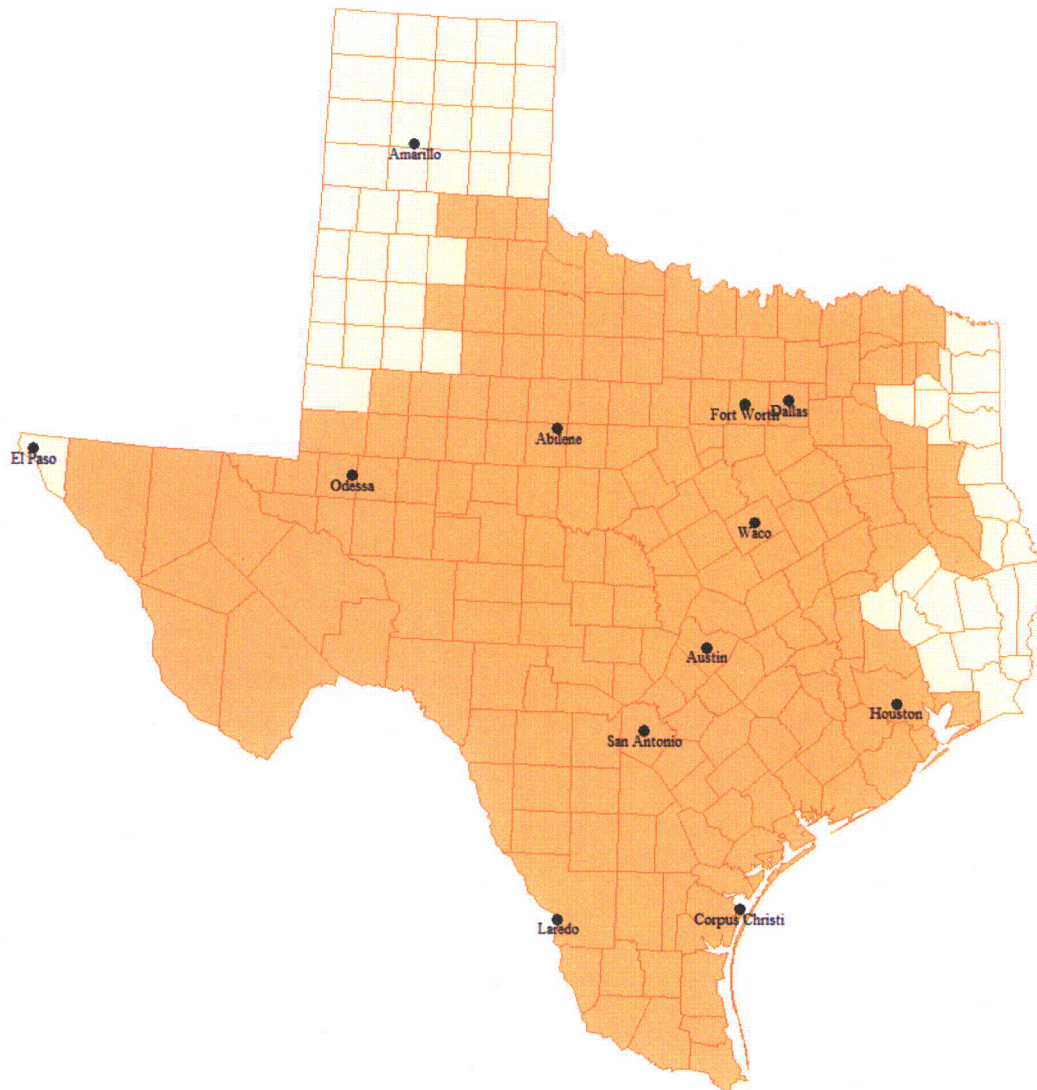 Amarillo
Fort Worth
Dallas
Abilene
El Paso
Odessa
Waco
Austin
Houston
San Antonio
Corpus Christi
Laredo